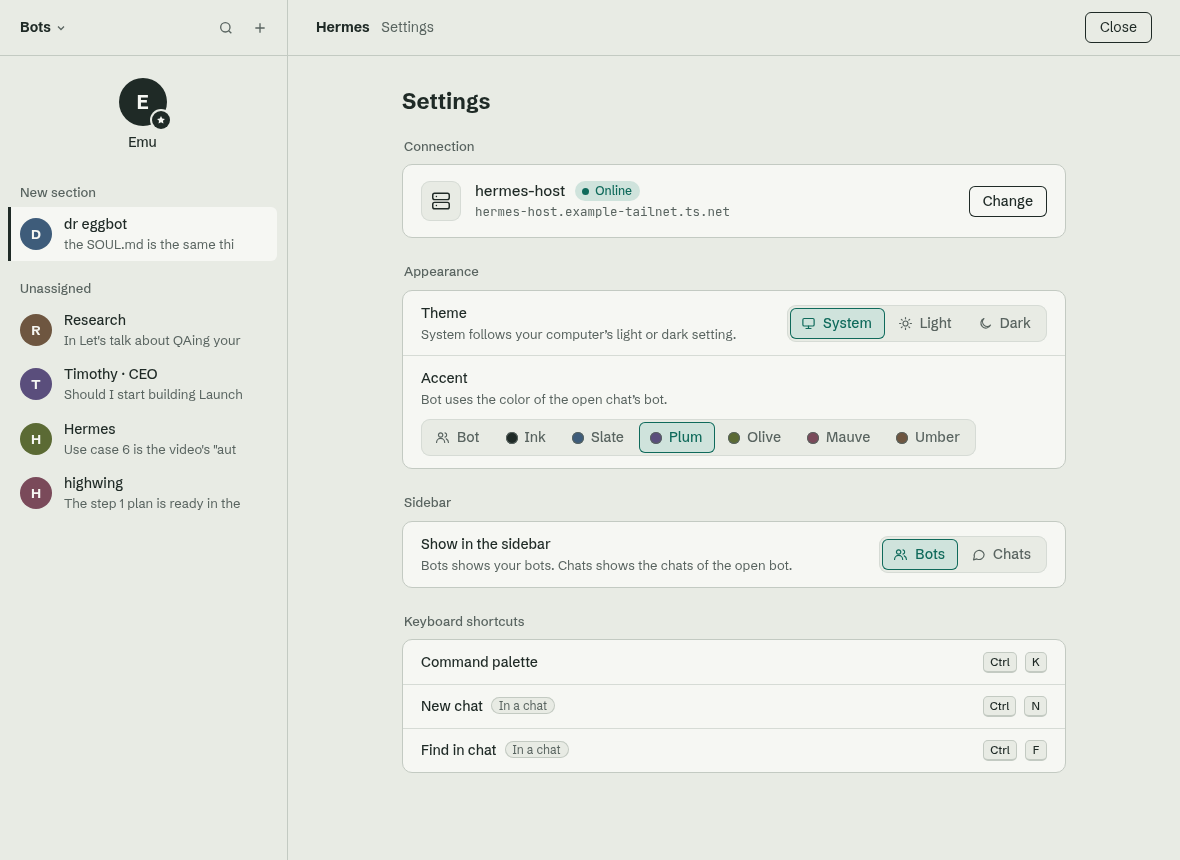 Bots
Hermes Settings
Close
E
Emu
New section
D
dr eggbot
the SOUL.md is the same thi
Unassigned
R
Research
In Let's talk about QAing your
T
Timothy · CEO
Should I start building Launch
H
Hermes
Use case 6 is the video's "aut
H
highwing
The step 1 plan is ready in the
Settings
Connection
hermes-host Online
hermes-host.example-tailnet.ts.net
Change
Appearance
Theme
System follows your computer's light or dark setting.
System Light Dark
Accent
Bot uses the color of the open chat's bot.
Bot Ink Slate Plum Olive Mauve Umber
Sidebar
Show in the sidebar
Bots shows your bots. Chats shows the chats of the open bot.
Bots Chats
Keyboard shortcuts
Command palette Ctrl K
New chat In a chat Ctrl N
Find in chat In a chat Ctrl F